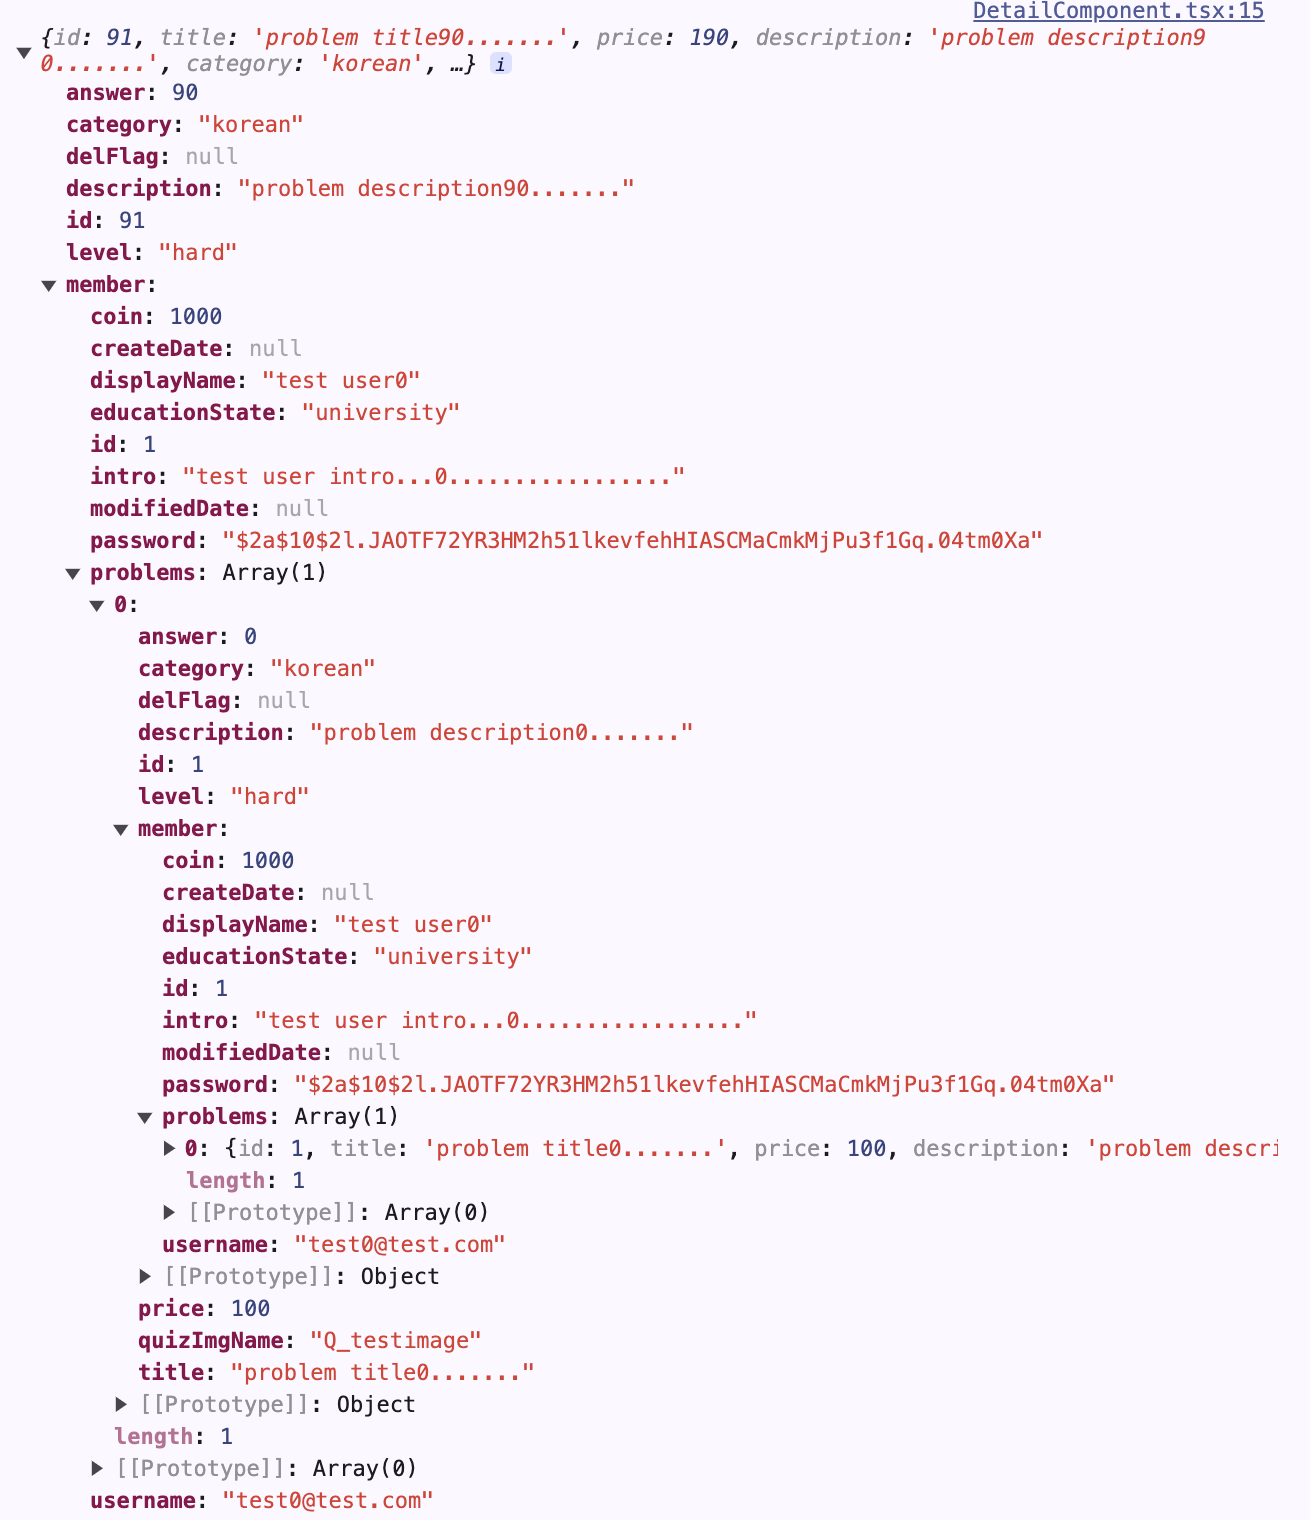 DetailComponent.tsx:15
{id: 91, title: 'problem title90.......', price: 190, description: 'problem description9
0.......', category: 'korean', …} i
answer: 90
category: "korean"
delFlag: null
description: "problem description90......."
id: 91
level: "hard"
member:
coin: 1000
createDate: null
displayName: "test user0"
educationState: "university"
id: 1
intro: "test user intro...0................."
modifiedDate: null
password: "$2a$10$2l.JAOTF72YR3HM2h51lkevfehHIASCMaCmkMjPu3f1Gq.04tm0Xa"
problems: Array(1)
0:
answer: 0
category: "korean"
delFlag: null
description: "problem description0......."
id: 1
level: "hard"
member:
coin: 1000
createDate: null
displayName: "test user0"
educationState: "university"
id: 1
intro: "test user intro...0................."
modifiedDate: null
password: "$2a$10$2l.JAOTF72YR3HM2h51lkevfehHIASCMaCmkMjPu3f1Gq.04tm0Xa"
problems: Array(1)
0: {id: 1, title: 'problem title0.......', price: 100, description: 'problem descri
length: 1
[[Prototype]]: Array(0)
username: "test0@test.com"
[[Prototype]]: Object
price: 100
quizImgName: "Q_testimage"
title: "problem title0......."
[[Prototype]]: Object
length: 1
[[Prototype]]: Array(0)
username: "test0@test.com"